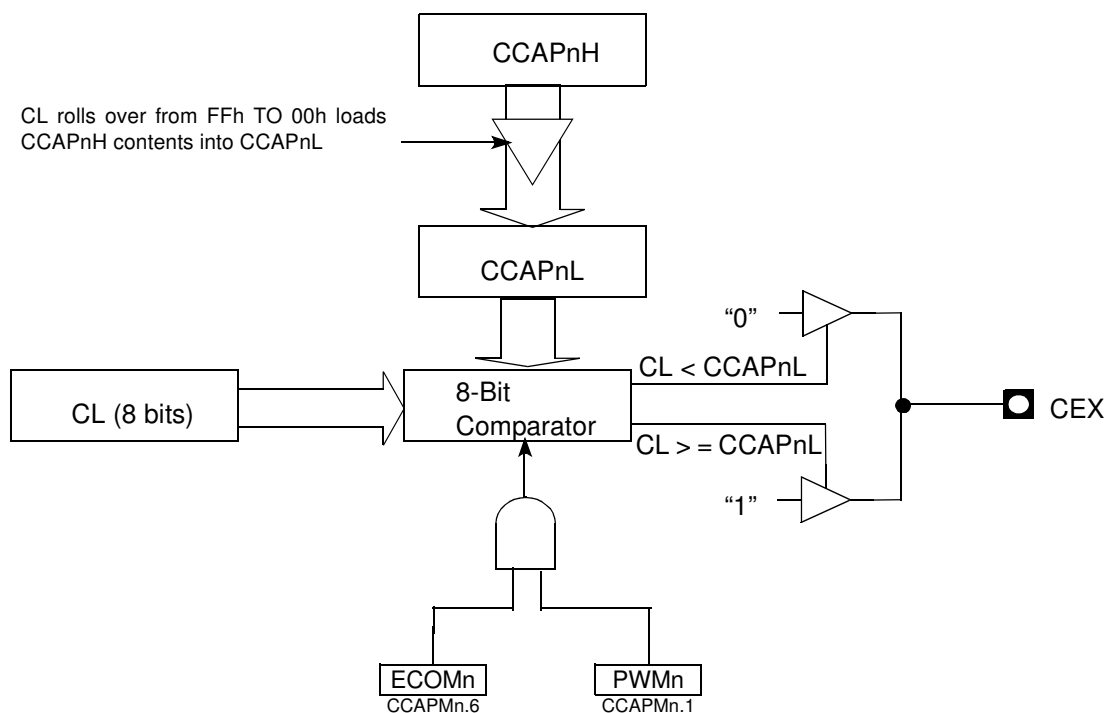 CCAPnH
CL rolls over from FFh TO 00h loads
CCAPnH contents into CCAPnL
CCAPnL
“0”
CL < CCAPnL
CL (8 bits)
8-Bit
Comparator
CEX
CL > = CCAPnL
“1”
ECOMn
CCAPMn.6
PWMn
CCAPMn.1